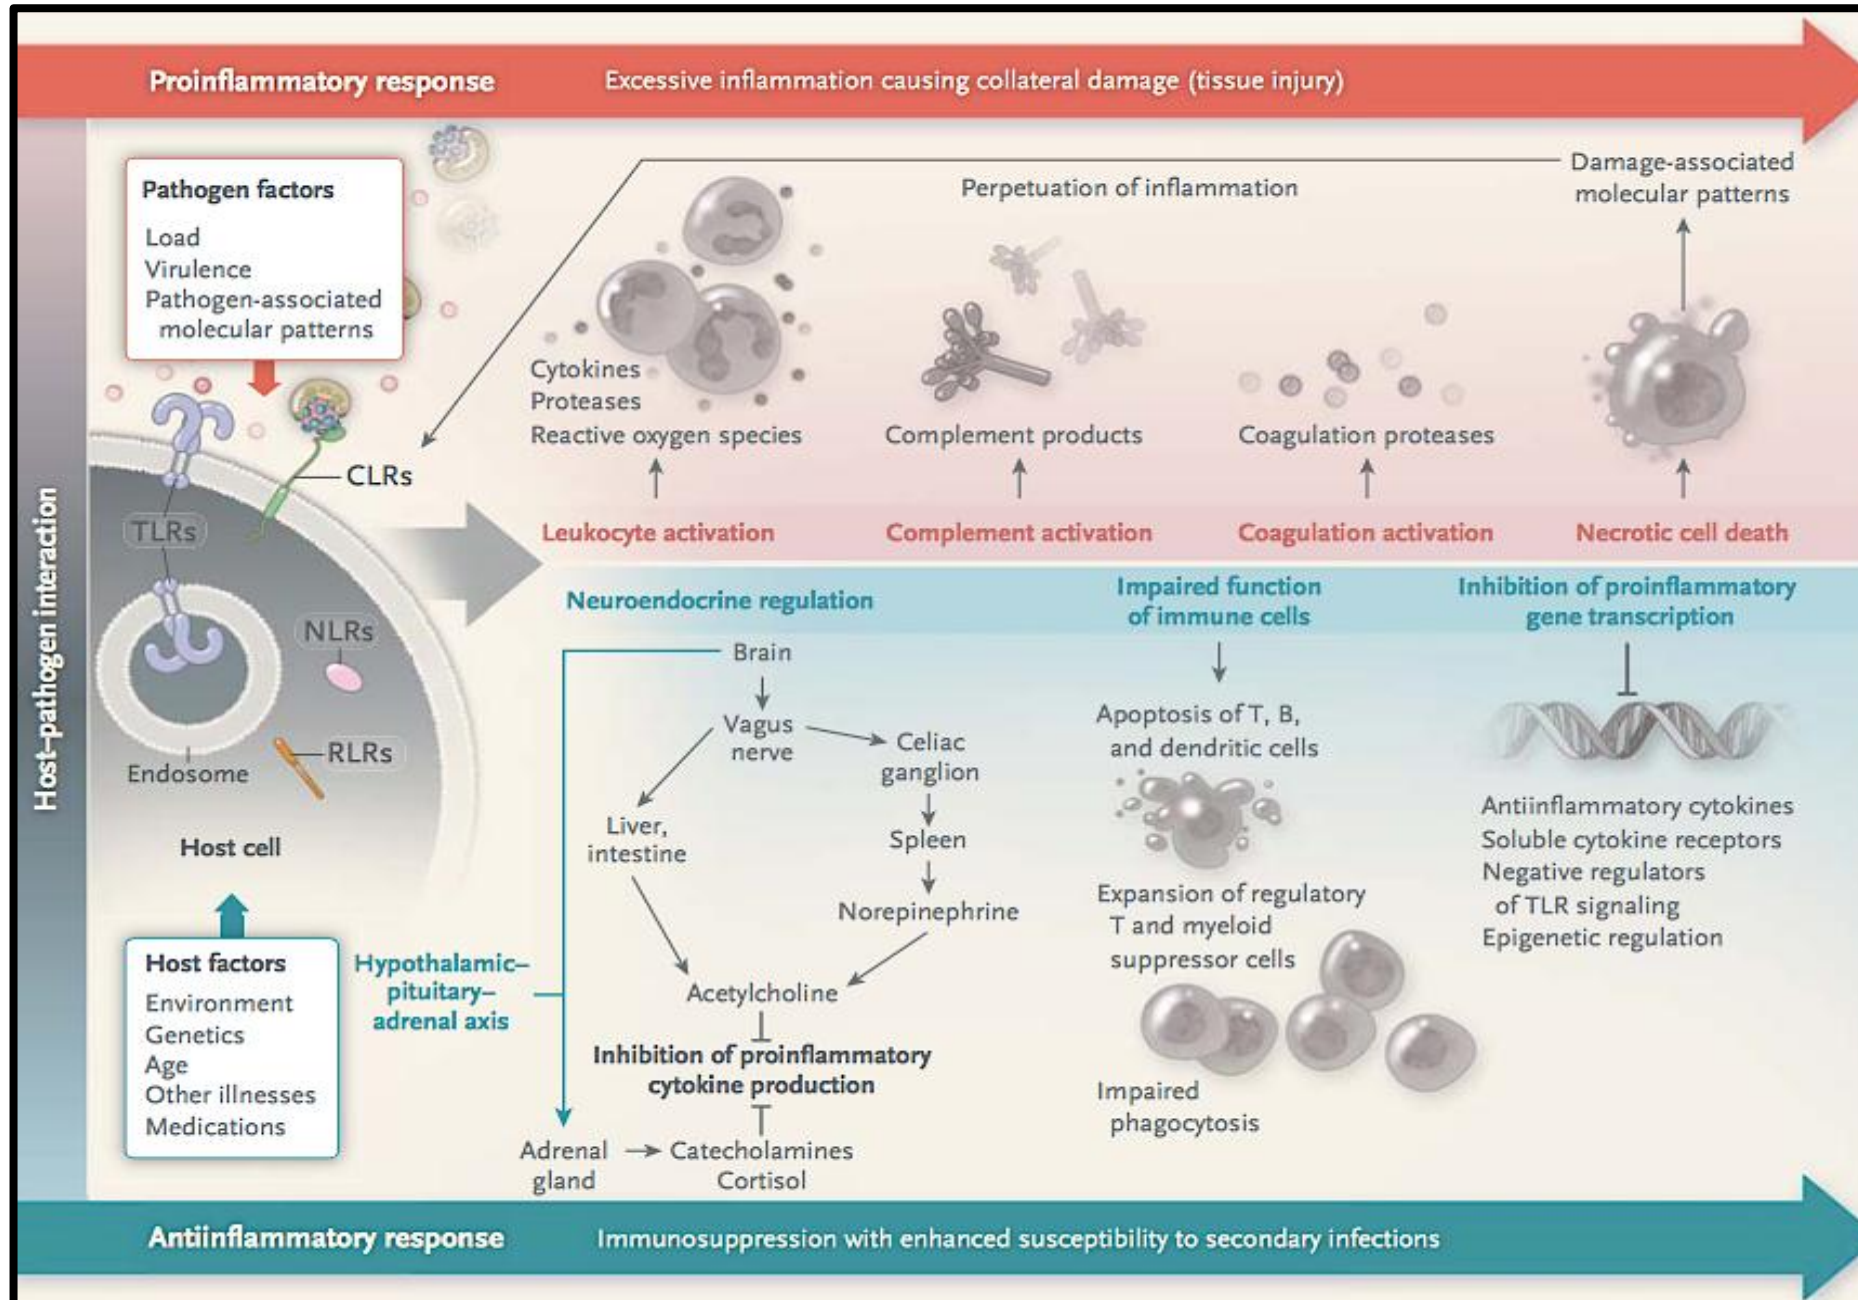 Proinflammatory response
Excessive inflammation causing collateral damage (tissue injury)
Host–pathogen interaction
Pathogen factors
Load
Virulence
Pathogen-associated
molecular patterns
Perpetuation of inflammation
Damage-associated
molecular patterns
Cytokines
Proteases
Reactive oxygen species
Complement products
Coagulation proteases
CLRs
TLRs
NLRs
RLRs
Endosome
Host cell
Leukocyte activation
Complement activation
Coagulation activation
Necrotic cell death
Neuroendocrine regulation
Impaired function
of immune cells
Inhibition of proinflammatory
gene transcription
Brain
Vagus
nerve
Celiac
ganglion
Liver,
intestine
Spleen
Norepinephrine
Acetylcholine
Inhibition of proinflammatory
cytokine production
Hypothalamic–
pituitary–
adrenal axis
Adrenal
gland
Catecholamines
Cortisol
Apoptosis of T, B,
and dendritic cells
Expansion of regulatory
T and myeloid
suppressor cells
Impaired
phagocytosis
Antiinflammatory cytokines
Soluble cytokine receptors
Negative regulators
of TLR signaling
Epigenetic regulation
Host factors
Environment
Genetics
Age
Other illnesses
Medications
Antiinflammatory response
Immunosuppression with enhanced susceptibility to secondary infections